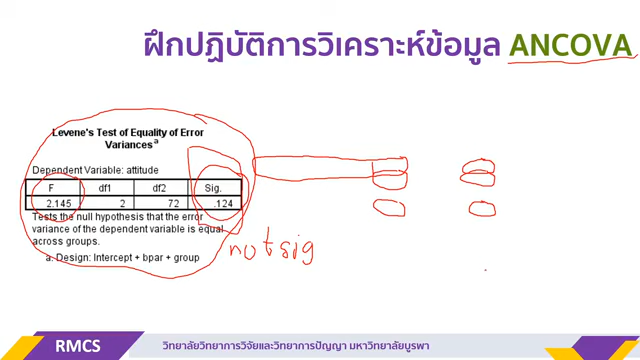 ฝึกปฏิบัติการวิเคราะห์ข้อมูล ANCOVA
Levene's Test of Equality of Error
Variancesa
Dependent Variable: attitude
F df1 df2 Sig.
2.145 2 72 .124
Tests the null hypothesis that the error
variance of the dependent variable is equal
across groups.
a. Design: Intercept + bpar + group
not sig
RMCS วิทยาลัยวิทยาการวิจัยและวิทยาการปัญญา มหาวิทยาลัยบูรพา